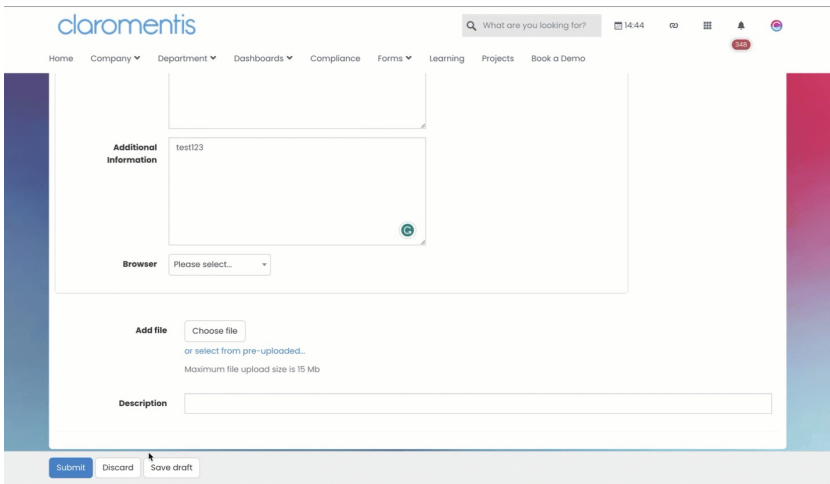 claromentis
What are you looking for?
14:44
348
Home Company Department Dashboards Compliance Forms Learning Projects Book a Demo
Additional
Information
test123
Browser Please select...
Add file Choose file
or select from pre-uploaded...
Maximum file upload size is 15 Mb
Description
Submit Discard Save draft